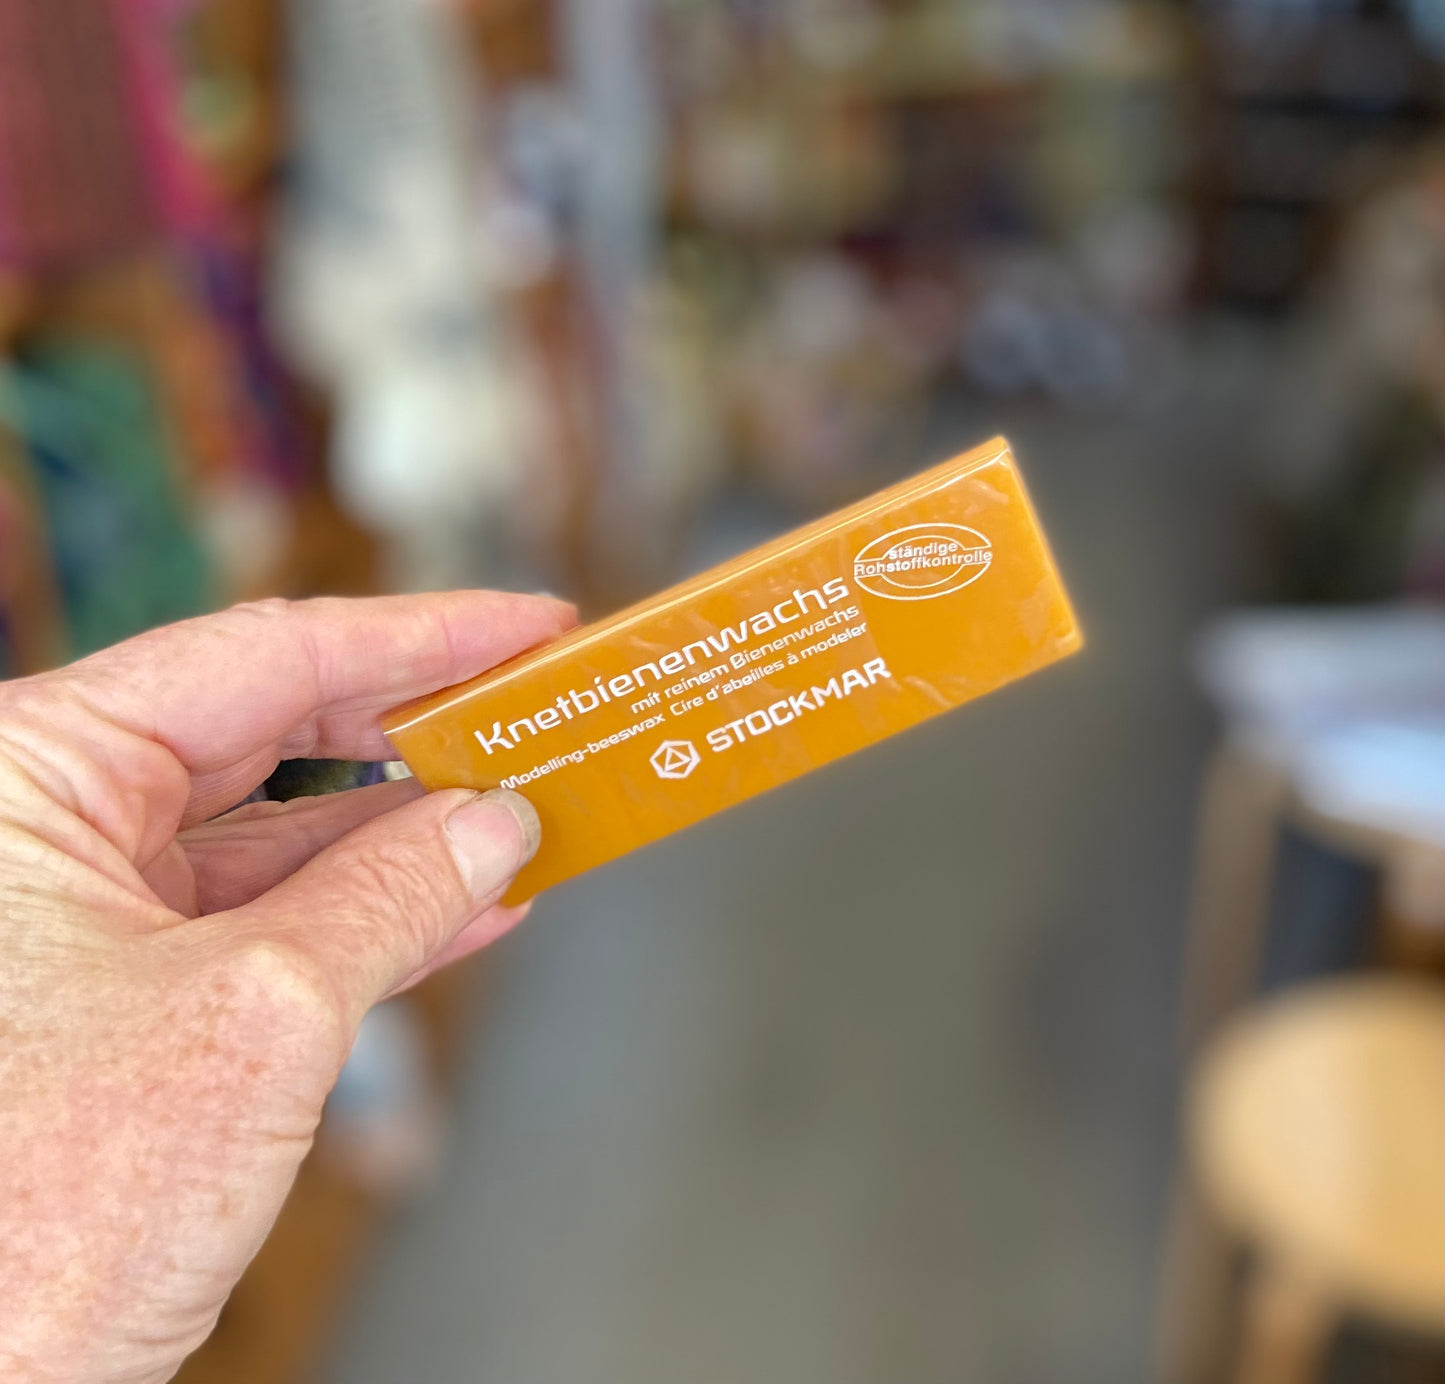 ständige
Rohstoffkontrolle
Knetbienenwachs
mit reinem Bienenwachs
Modelling-beeswax Cire d'abeilles à modeler
STOCKMAR